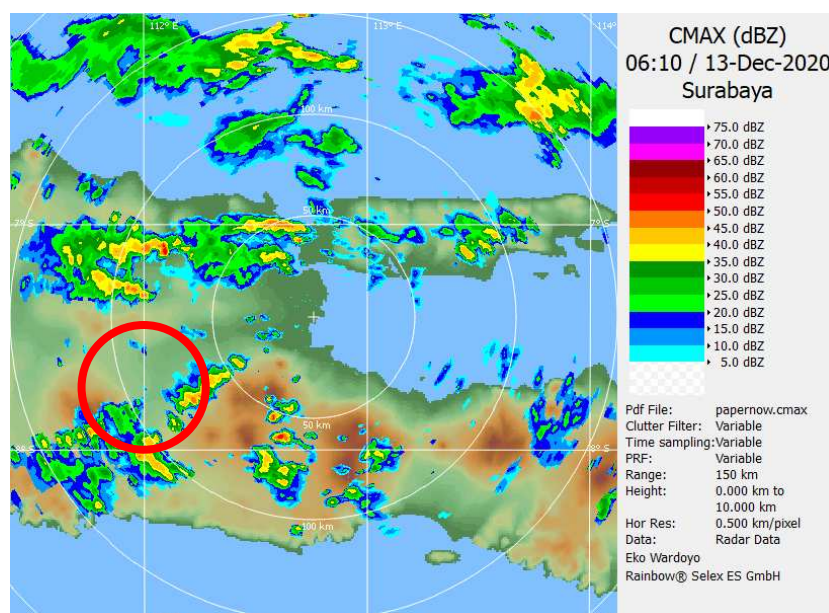 CMAX (dBZ)
06:10 / 13-Dec-2020
Surabaya
75.0 dBZ
70.0 dBZ
65.0 dBZ
60.0 dBZ
55.0 dBZ
50.0 dBZ
45.0 dBZ
40.0 dBZ
35.0 dBZ
30.0 dBZ
25.0 dBZ
20.0 dBZ
15.0 dBZ
10.0 dBZ
5.0 dBZ
Pdf File: papernow.cmax
Clutter Filter: Variable
Time sampling:Variable
PRF: Variable
Range: 150 km
Height: 0.000 km to
10.000 km
Hor Res: 0.500 km/pixel
Data: Radar Data
Eko Wardoyo
Rainbow® Selex ES GmbH
112° E
113° E
114°
100 km
50 km
7° S
7° S
50 km
8° S
8° S
100 km